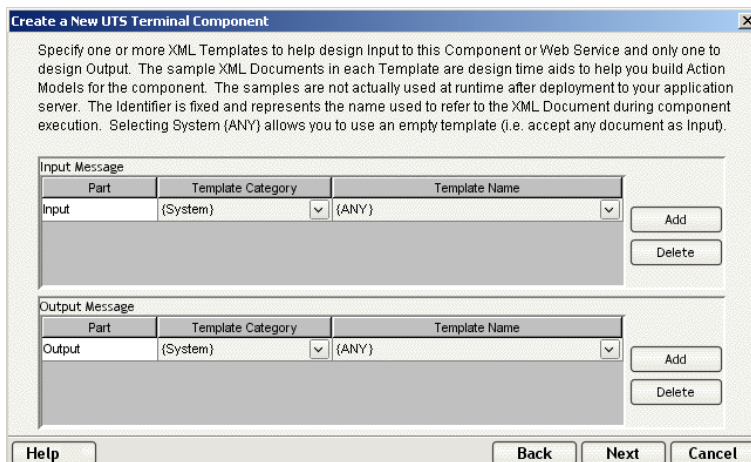 Create a New UTS Terminal Component
Specify one or more XML Templates to help design Input to this Component or Web Service and only one to
design Output. The sample XML Documents in each Template are design time aids to help you build Action
Models for the component. The samples are not actually used at runtime after deployment to your application
server. The Identifier is fixed and represents the name used to refer to the XML Document during component
execution. Selecting System {ANY} allows you to use an empty template (i.e. accept any document as Input).
Input Message
Part Template Category Template Name
Input {System} {ANY}
Add
Delete
Output Message
Part Template Category Template Name
Output {System} {ANY}
Add
Delete
Help Back Next Cancel